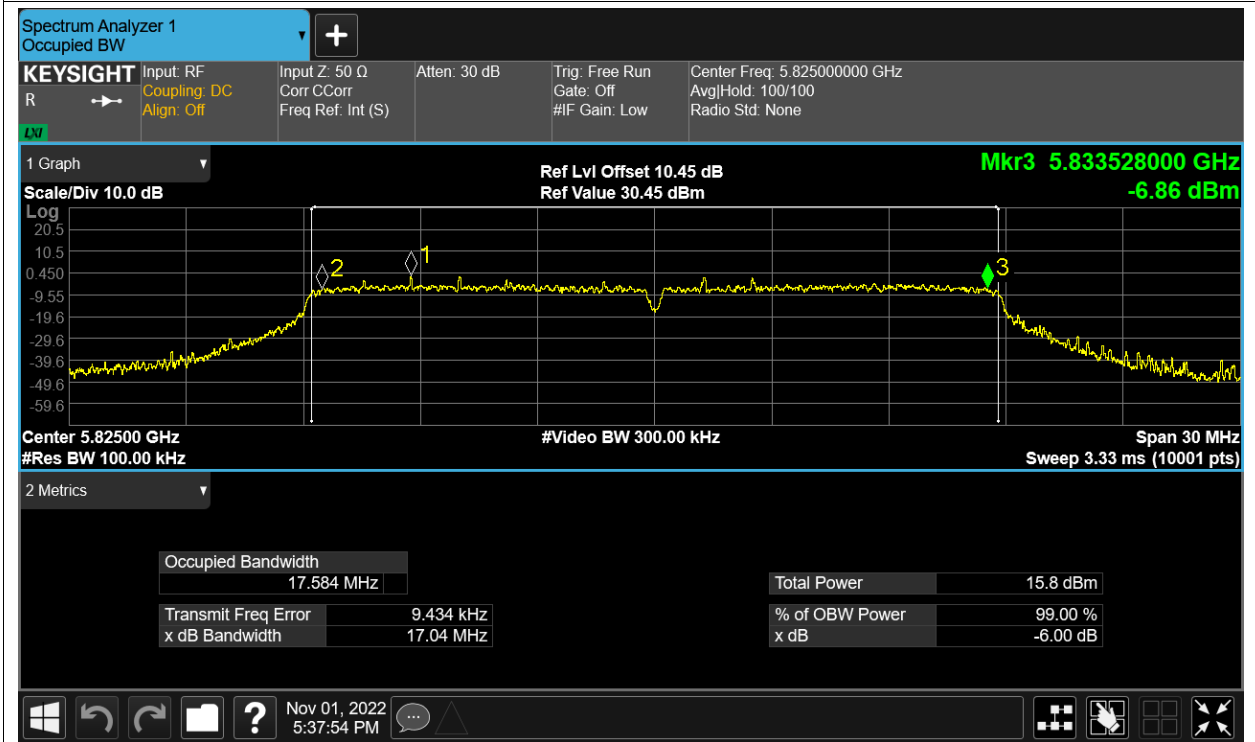 Spectrum Analyzer 1
Occupied BW
KEYSIGHT
R
LXI
Input: RF
Coupling: DC
Align: Off
Input Z: 50 Ω
Corr CCorr
Freq Ref: Int (S)
Atten: 30 dB
Trig: Free Run
Gate: Off
#IF Gain: Low
Center Freq: 5.825000000 GHz
Avg|Hold: 100/100
Radio Std: None
1 Graph
Scale/Div 10.0 dB
Ref Lvl Offset 10.45 dB
Ref Value 30.45 dBm
Mkr3 5.833528000 GHz
-6.86 dBm
Log
20.5
10.5
0.450
-9.55
-19.6
-29.6
-39.6
-49.6
-59.6
2
1
3
Center 5.82500 GHz
#Res BW 100.00 kHz
#Video BW 300.00 kHz
Span 30 MHz
Sweep 3.33 ms (10001 pts)
2 Metrics
Occupied Bandwidth
17.584 MHz
Transmit Freq Error 9.434 kHz
x dB Bandwidth 17.04 MHz
Total Power 15.8 dBm
% of OBW Power 99.00 %
x dB -6.00 dB
?
Nov 01, 2022
5:37:54 PM